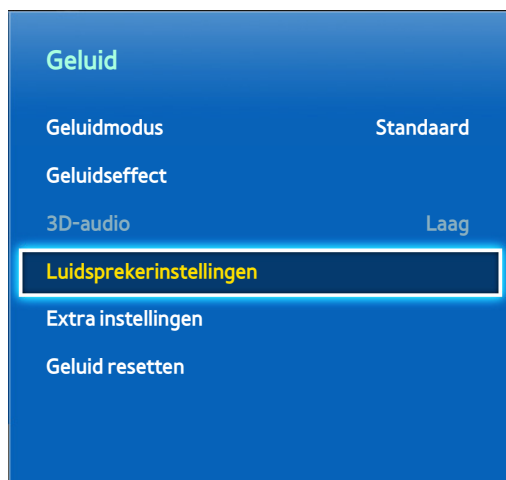 Geluid
Geluidmodus Standaard
Geluidseffect
3D-audio Laag
Luidsprekerinstellingen
Extra instellingen
Geluid resetten